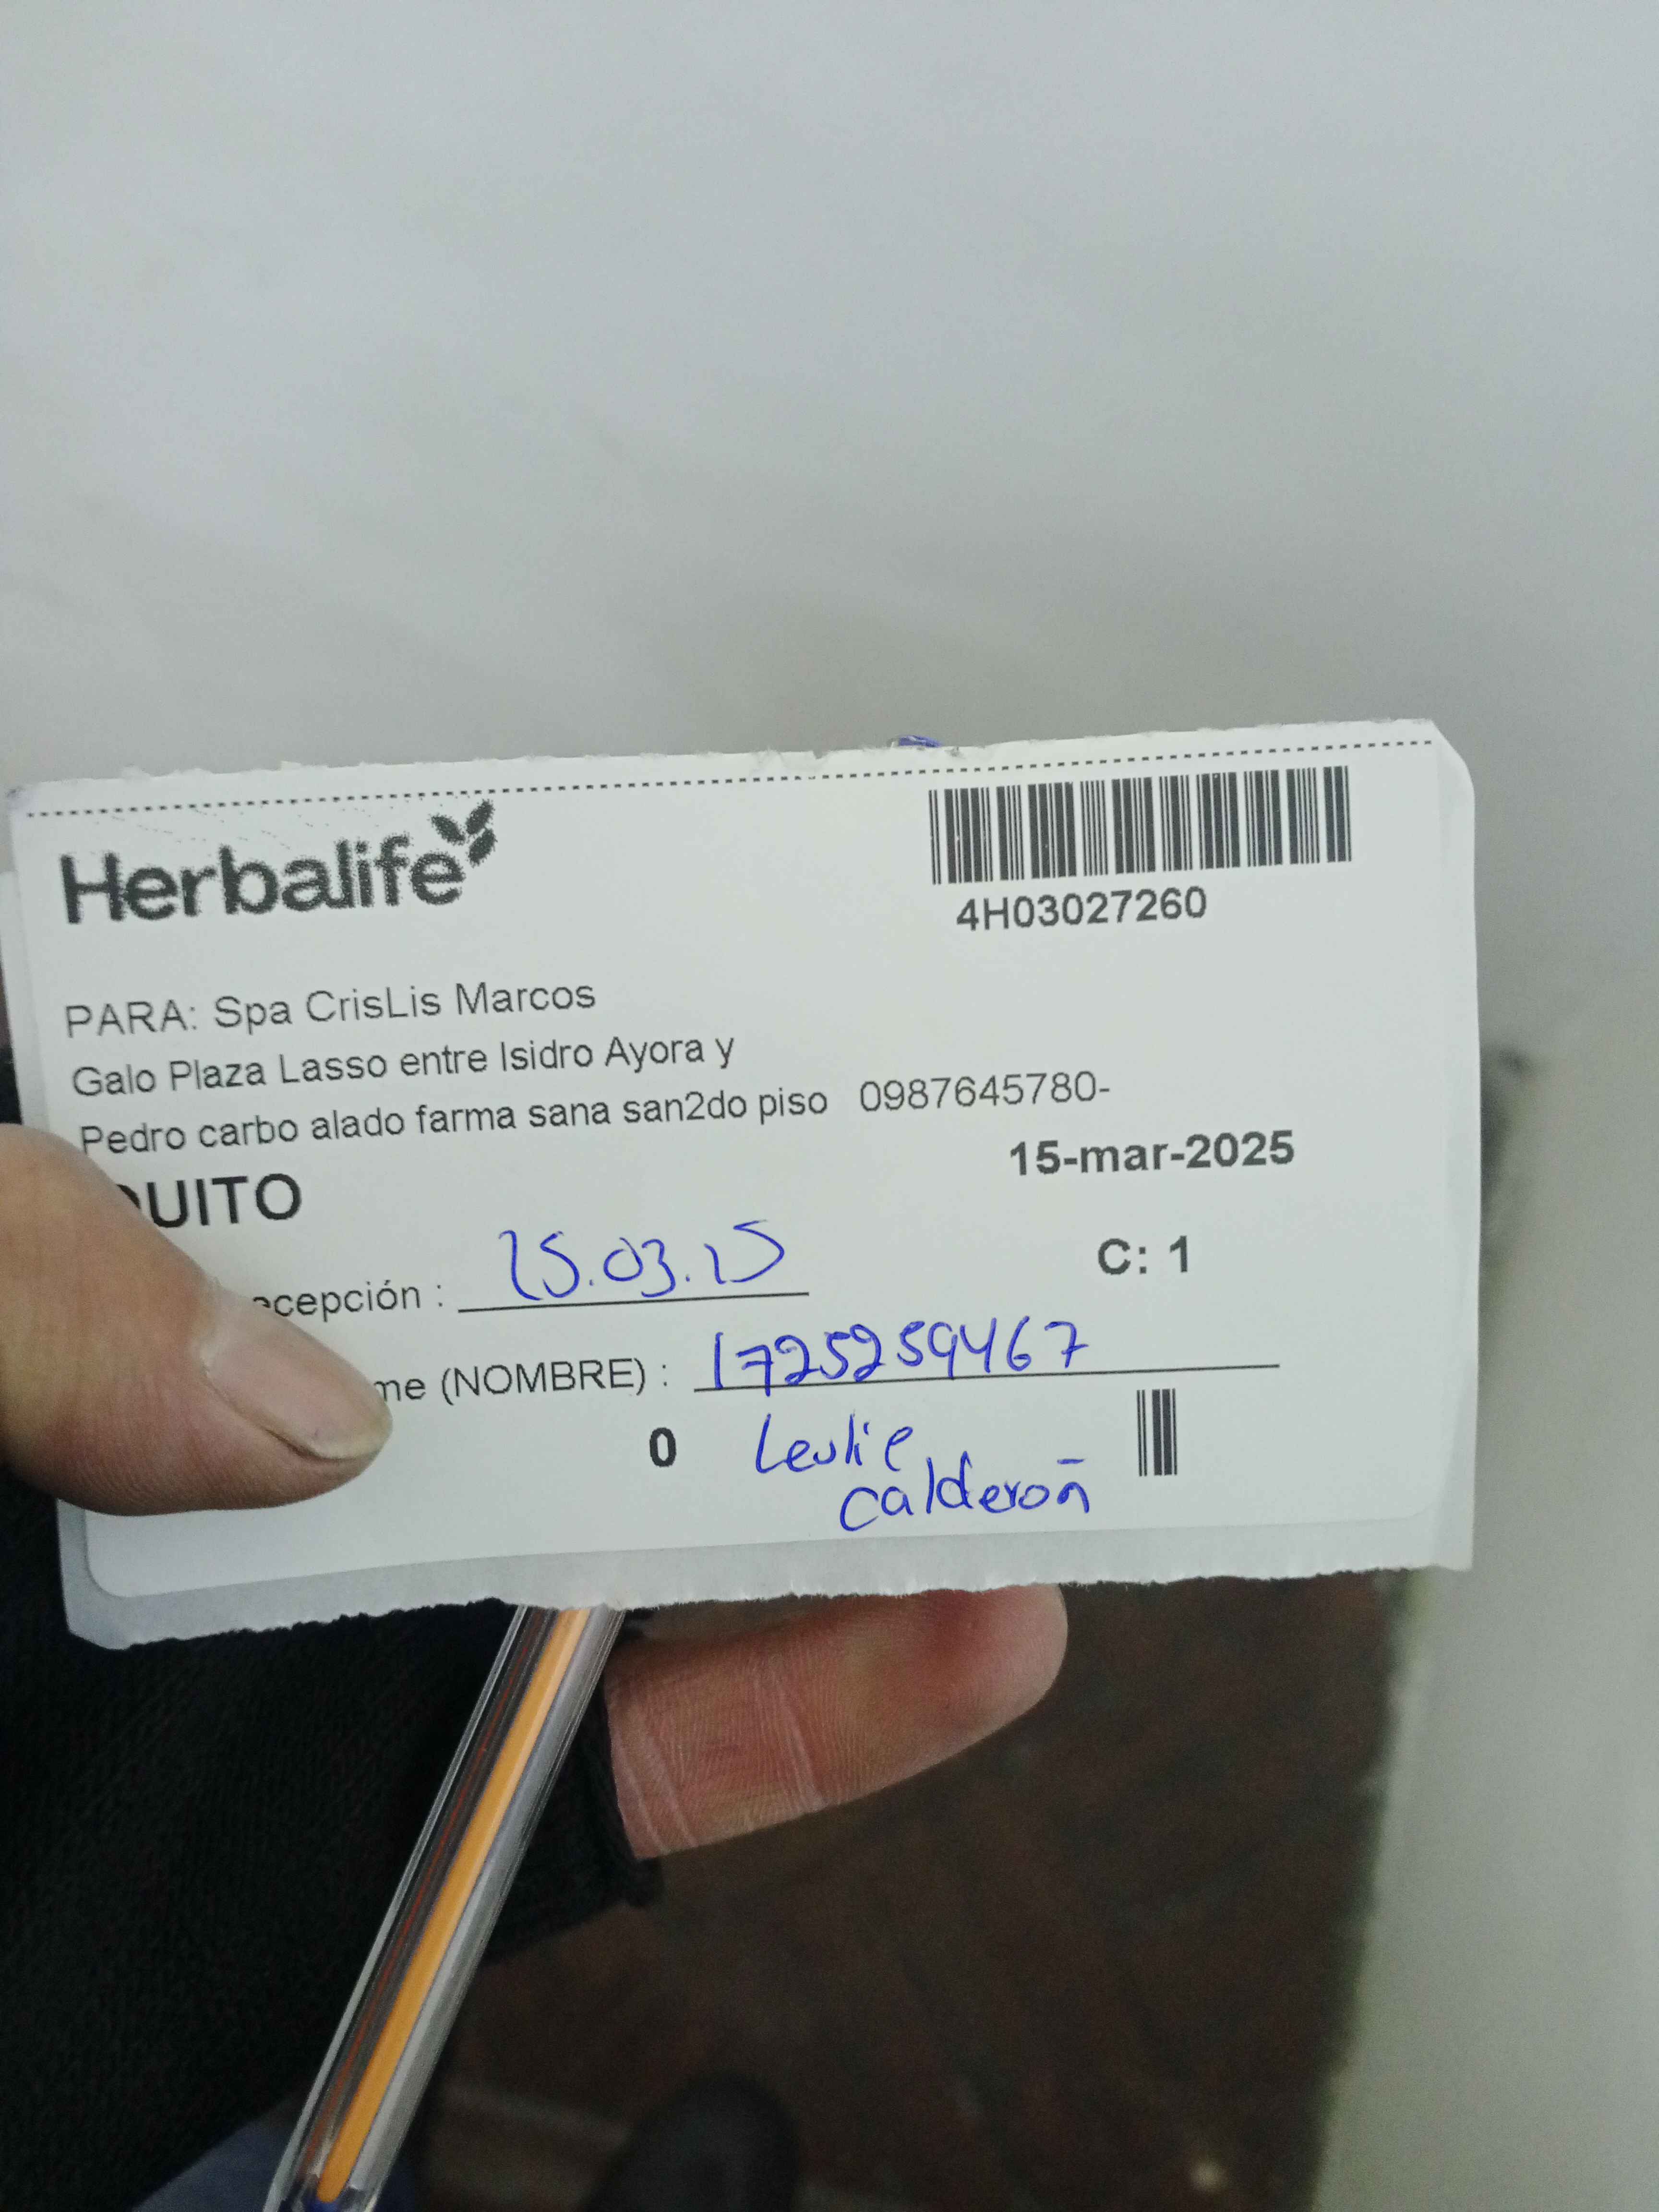 Herbalife
4H03027260
PARA: Spa CrisLis Marcos
Galo Plaza Lasso entre Isidro Ayora y
Pedro carbo alado farma sana san2do piso 0987645780-
15-mar-2025
UITO
C: 1
ecepción : 25.03.15
me (NOMBRE) : 1725259467
0 Leslie
calderoñ